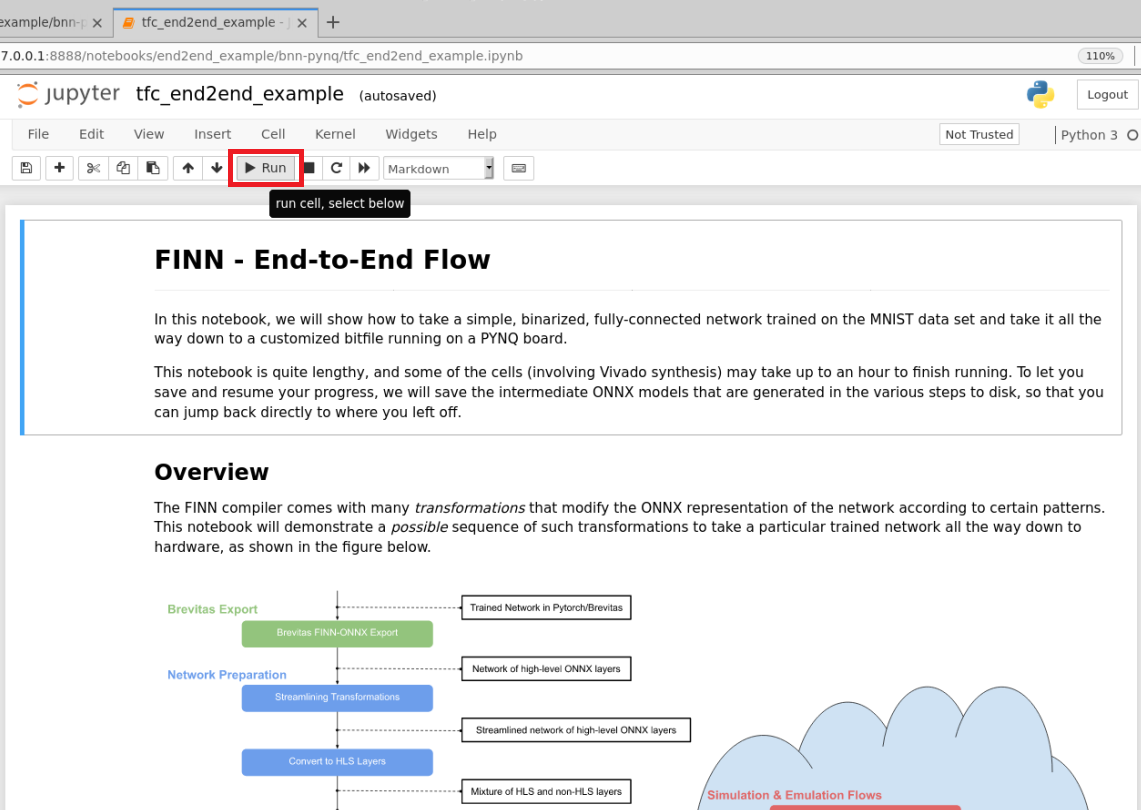 example/bnn-p
tfc_end2end_example - J
7.0.0.1:8888/notebooks/end2end_example/bnn-pynq/tfc_end2end_example.ipynb
110%
jupyter tfc_end2end_example (autosaved)
Logout
File Edit View Insert Cell Kernel Widgets Help
Not Trusted
Python 3
Run
Markdown
run cell, select below
FINN - End-to-End Flow
In this notebook, we will show how to take a simple, binarized, fully-connected network trained on the MNIST data set and take it all the
way down to a customized bitfile running on a PYNQ board.
This notebook is quite lengthy, and some of the cells (involving Vivado synthesis) may take up to an hour to finish running. To let you
save and resume your progress, we will save the intermediate ONNX models that are generated in the various steps to disk, so that you
can jump back directly to where you left off.
Overview
The FINN compiler comes with many transformations that modify the ONNX representation of the network according to certain patterns.
This notebook will demonstrate a possible sequence of such transformations to take a particular trained network all the way down to
hardware, as shown in the figure below.
Brevitas Export
Trained Network in Pytorch/Brevitas
Brevitas FINN-ONNX Export
Network Preparation
Network of high-level ONNX layers
Streamlining Transformations
Streamlined network of high-level ONNX layers
Convert to HLS Layers
Mixture of HLS and non-HLS layers
Simulation & Emulation Flows